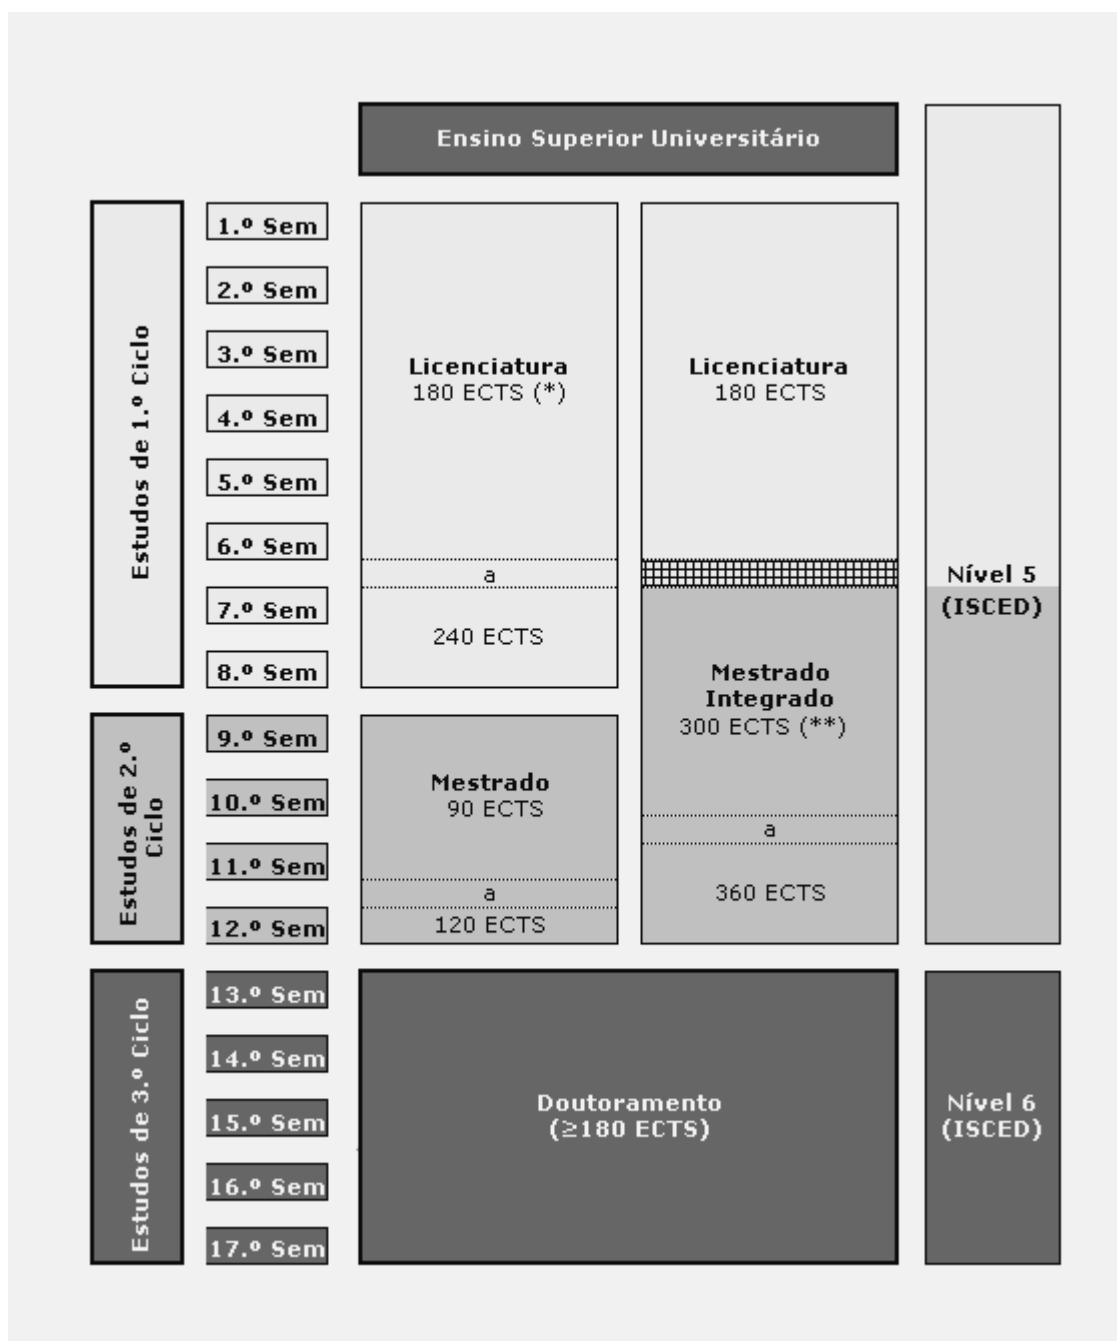 Ensino Superior Universitário
Estudos de 1.º Ciclo
1.º Sem
2.º Sem
3.º Sem
4.º Sem
5.º Sem
6.º Sem
7.º Sem
8.º Sem
Licenciatura
180 ECTS (*)
a
240 ECTS
Licenciatura
180 ECTS
Mestrado
Integrado
300 ECTS (**)
a
360 ECTS
Nível 5
(ISCED)
Estudos de 2.º
Ciclo
9.º Sem
10.º Sem
11.º Sem
12.º Sem
Mestrado
90 ECTS
a
120 ECTS
Estudos de 3.º Ciclo
13.º Sem
14.º Sem
15.º Sem
16.º Sem
17.º Sem
Doutoramento
(≥180 ECTS)
Nível 6
(ISCED)